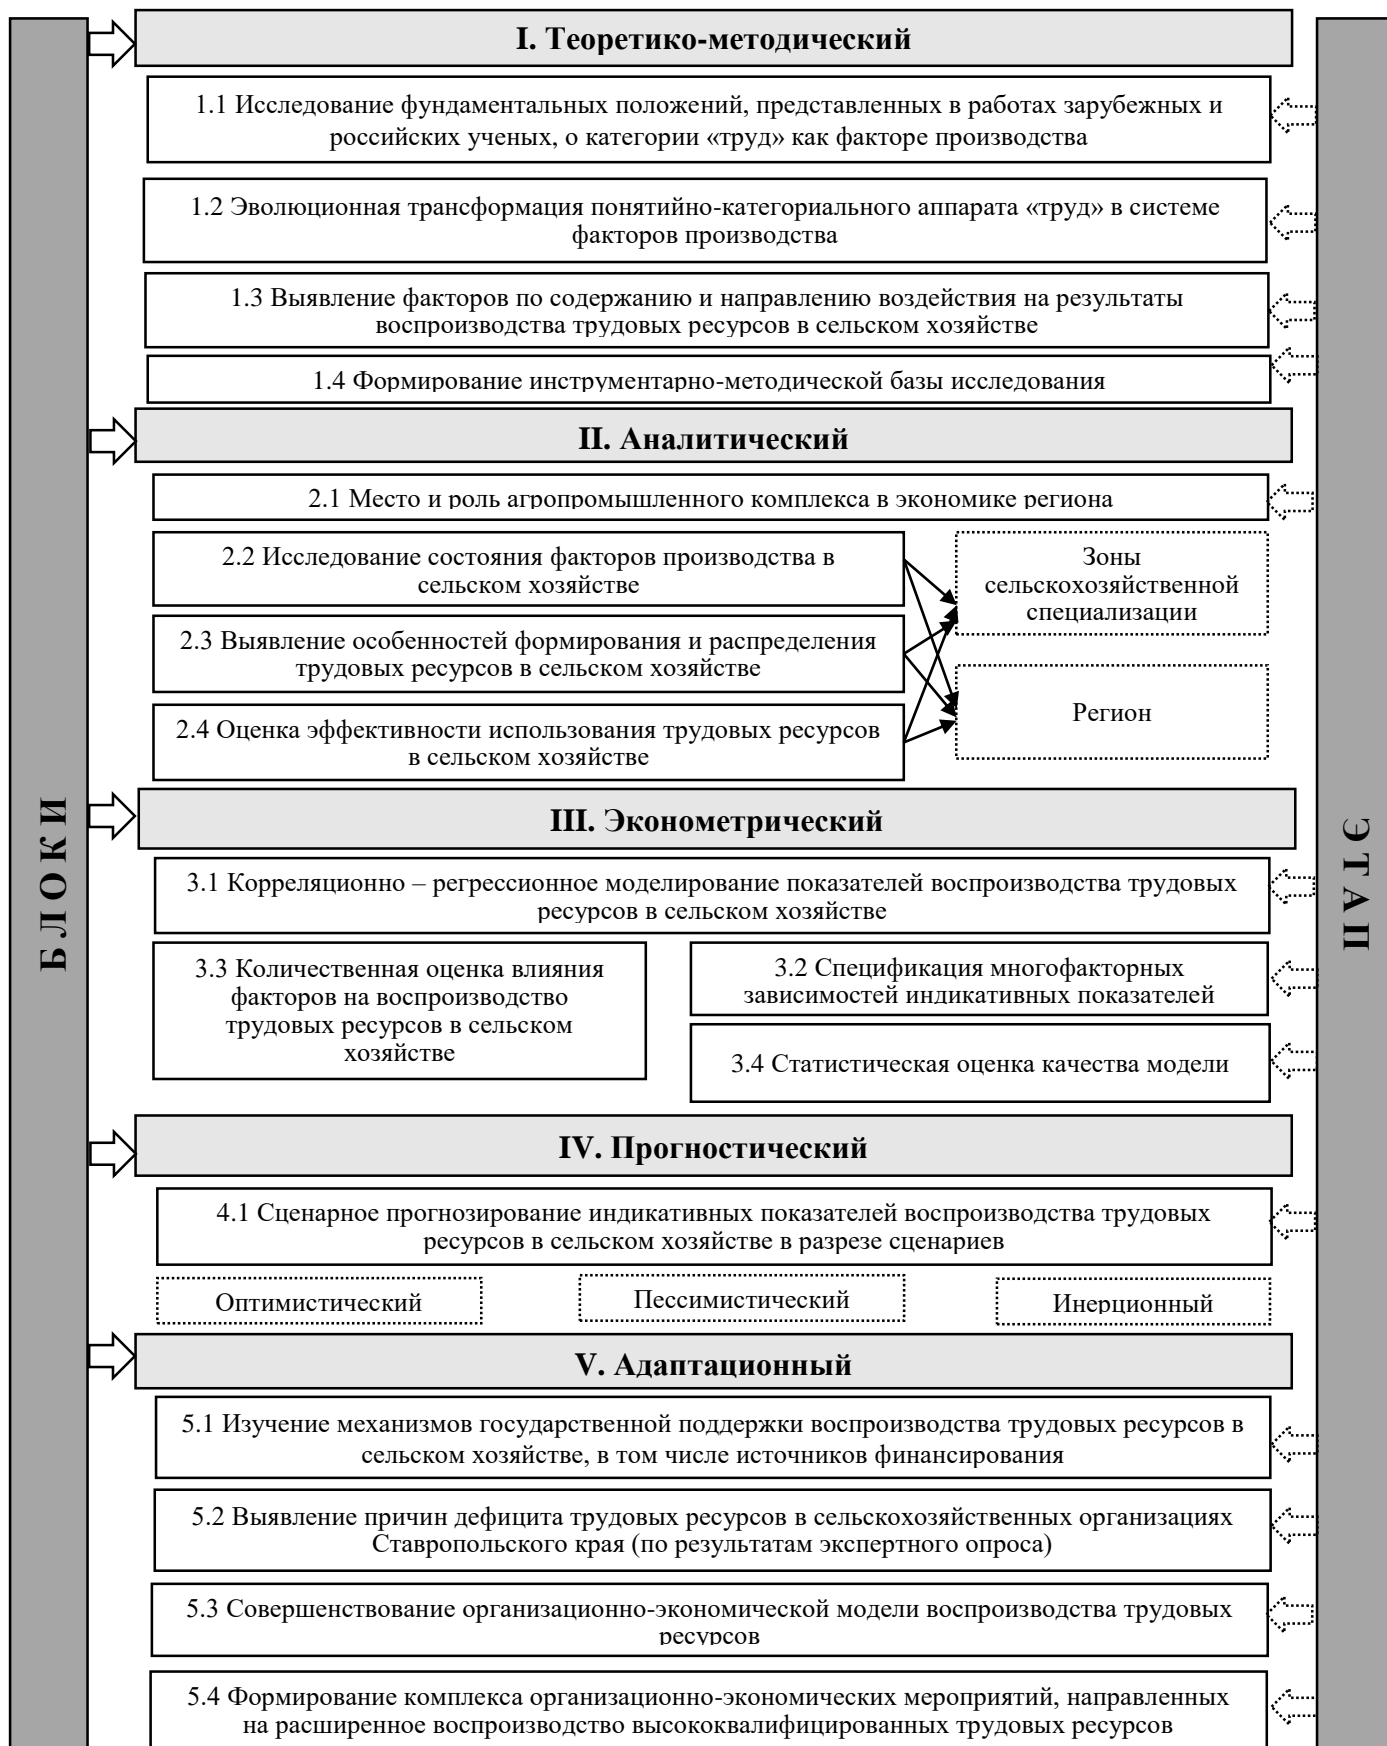 I. Теоретико-методический
1.1 Исследование фундаментальных положений, представленных в работах зарубежных и
российских ученых, о категории «труд» как факторе производства
1.2 Эволюционная трансформация понятийно-категориального аппарата «труд» в системе
факторов производства
1.3 Выявление факторов по содержанию и направлению воздействия на результаты
воспроизводства трудовых ресурсов в сельском хозяйстве
1.4 Формирование инструментарно-методической базы исследования
II. Аналитический
2.1 Место и роль агропромышленного комплекса в экономике региона
2.2 Исследование состояния факторов производства в
сельском хозяйстве
Зоны
сельскохозяйственной
специализации
2.3 Выявление особенностей формирования и распределения
трудовых ресурсов в сельском хозяйстве
Регион
2.4 Оценка эффективности использования трудовых ресурсов
в сельском хозяйстве
БЛОКИ
ЭТАП
III. Эконометрический
3.1 Корреляционно – регрессионное моделирование показателей воспроизводства трудовых
ресурсов в сельском хозяйстве
3.3 Количественная оценка влияния
факторов на воспроизводство
трудовых ресурсов в сельском
хозяйстве
3.2 Спецификация многофакторных
зависимостей индикативных показателей
3.4 Статистическая оценка качества модели
IV. Прогностический
4.1 Сценарное прогнозирование индикативных показателей воспроизводства трудовых
ресурсов в сельском хозяйстве в разрезе сценариев
Оптимистический
Пессимистический
Инерционный
V. Адаптационный
5.1 Изучение механизмов государственной поддержки воспроизводства трудовых ресурсов в
сельском хозяйстве, в том числе источников финансирования
5.2 Выявление причин дефицита трудовых ресурсов в сельскохозяйственных организациях
Ставропольского края (по результатам экспертного опроса)
5.3 Совершенствование организационно-экономической модели воспроизводства трудовых
ресурсов
5.4 Формирование комплекса организационно-экономических мероприятий, направленных
на расширенное воспроизводство высококвалифицированных трудовых ресурсов